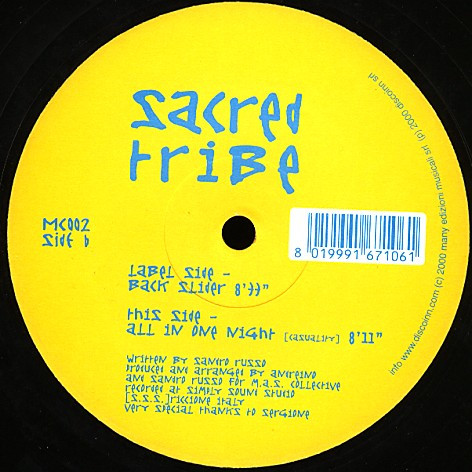 sacred
tribe
MC002
side b
8 019991 671061
label side -
back slider 8'33"
this side -
all in one night [casuality] 8'11"
written by sandro russo
produced and arranged by andreino
and sandro russo for m.a.s. collective
recorded at simply sound studio
[s.s.s.]riccione italy
very special thanks to sergione
info www.discoinn.com (c) 2000 many edizioni musicali srl (p) 2000 discoinn srl